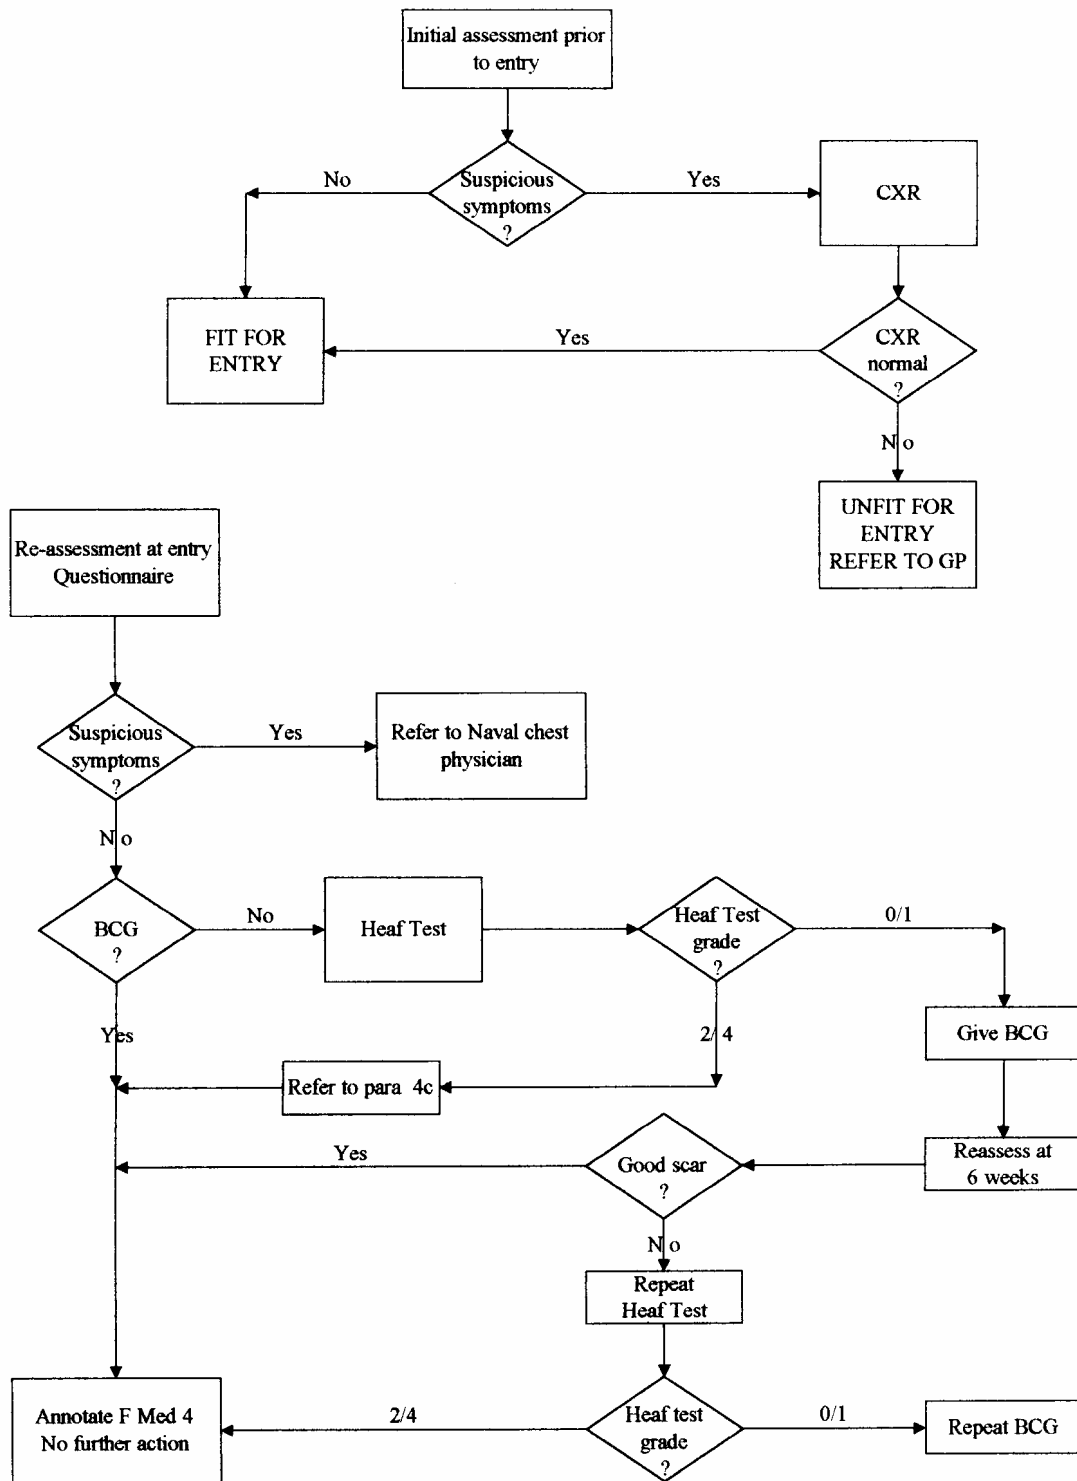 Initial assessment prior
to entry
No
Suspicious
symptoms
?
Yes
CXR
FIT FOR
ENTRY
Yes
CXR
normal
?
No
UNFIT FOR
ENTRY
REFER TO GP
Re-assessment at entry
Questionnaire
Suspicious
symptoms
?
Yes
Refer to Naval chest
physician
No
BCG
?
No
Heaf Test
Heaf Test
grade
?
0/1
Yes
2/4
Give BCG
Refer to para 4c
Yes
Good scar
?
Reassess at
6 weeks
No
Repeat
Heaf Test
Annotate F Med 4
No further action
2/4
Heaf test
grade
?
0/1
Repeat BCG